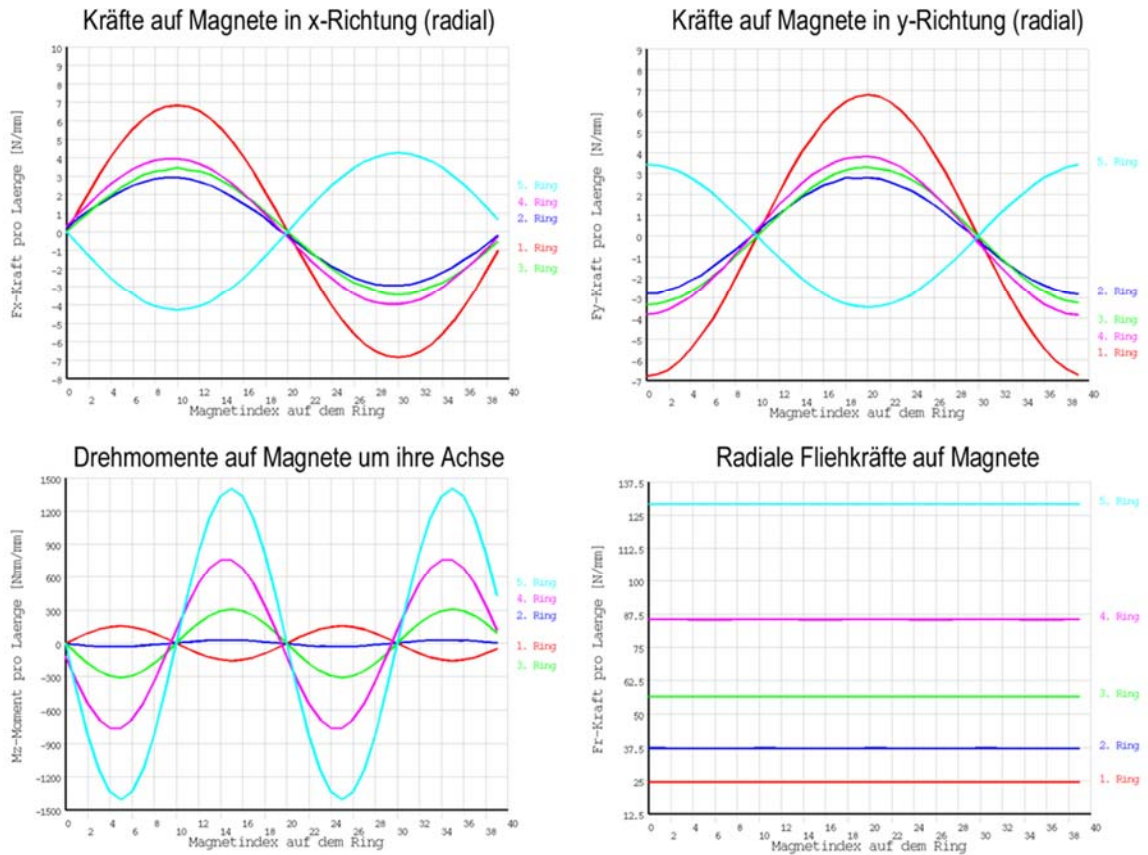 Kräfte auf Magnete in x-Richtung (radial)
Fx-Kraft pro Laenge [N/mm]
10
9
8
7
6
5
4
3
2
1
0
-1
-2
-3
-4
-5
-6
-7
-8
0 4 8 12 16 20 24 28 32 36 40
2 6 10 14 18 22 26 30 34 38
Magnetindex auf dem Ring
5. Ring
4. Ring
2. Ring
1. Ring
3. Ring
Kräfte auf Magnete in y-Richtung (radial)
Fy-Kraft pro Laenge [N/mm]
9
8
7
6
5
4
3
2
1
0
-1
-2
-3
-4
-5
-6
-7
0 4 8 12 16 20 24 28 32 36 40
2 6 10 14 18 22 26 30 34 38
Magnetindex auf dem Ring
5. Ring
2. Ring
3. Ring
4. Ring
1. Ring
Drehmomente auf Magnete um ihre Achse
Mz-Moment pro Laenge [Nmm/mm]
1500
1200
900
600
300
0
-300
-600
-900
-1200
-1500
0 4 8 12 16 20 24 28 32 36 40
2 6 10 14 18 22 26 30 34 38
Magnetindex auf dem Ring
5. Ring
4. Ring
2. Ring
1. Ring
3. Ring
Radiale Fliehkräfte auf Magnete
Fr-Kraft pro Laenge [N/mm]
137.5
125
112.5
100
87.5
75
62.5
50
37.5
25
12.5
0 4 8 12 16 20 24 28 32 36 40
2 6 10 14 18 22 26 30 34 38
Magnetindex auf dem Ring
5. Ring
4. Ring
3. Ring
2. Ring
1. Ring